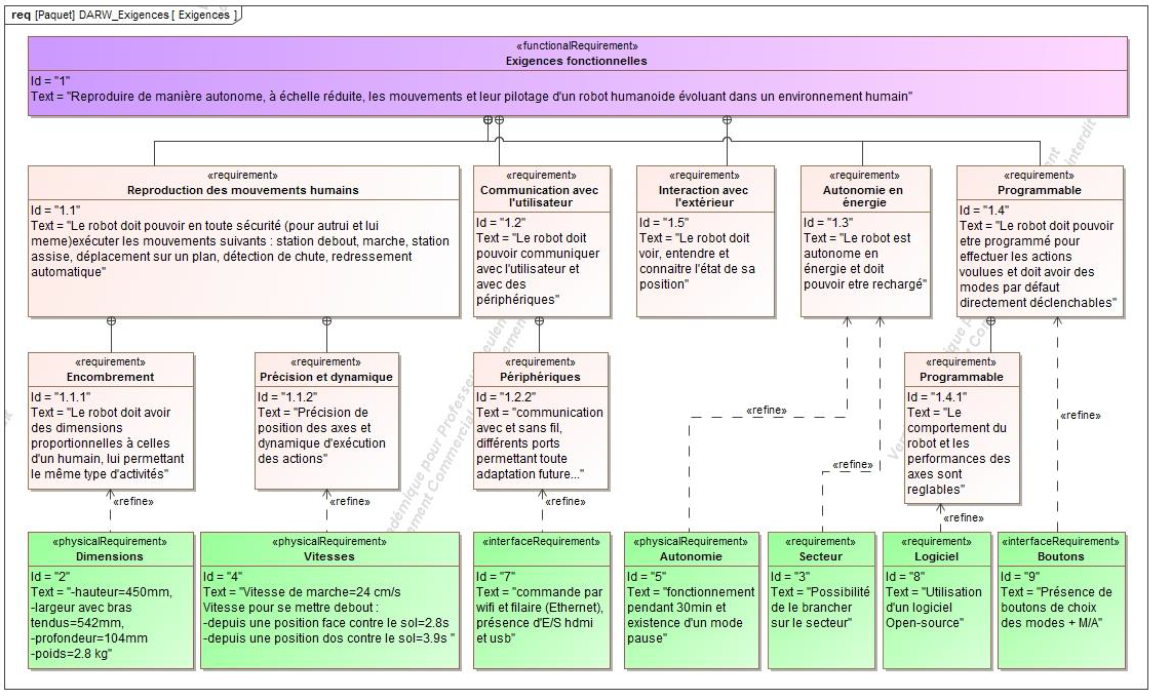 req [Paquet] DARW_Exigences [ Exigences ]
«functionalRequirement»
Exigences fonctionnelles
Id = "1"
Text = "Reproduire de manière autonome, à échelle réduite, les mouvements et leur pilotage d'un robot humanoide évoluant dans un environnement humain"
«requirement»
Reproduction des mouvements humains
Id = "1.1"
Text = "Le robot doit pouvoir en toute sécurité (pour autrui et lui
meme)exécuter les mouvements suivants : station debout, marche, station
assise, déplacement sur un plan, détection de chute, redressement
automatique"
«requirement»
Communication avec
l'utilisateur
Id = "1.2"
Text = "Le robot doit
pouvoir communiquer
avec l'utilisateur et
avec des
périphériques"
«requirement»
Interaction avec
l'extérieur
Id = "1.5"
Text = "Le robot doit
voir, entendre et
connaitre l'état de sa
position"
«requirement»
Autonomie en
énergie
Id = "1.3"
Text = "Le robot est
autonome en
énergie et doit
pouvoir etre rechargé"
«requirement»
Programmable
Id = "1.4"
Text = "Le robot doit pouvoir
etre programmé pour
effectuer les actions
voulues et doit avoir des
modes par défaut
directement déclenchables"
«requirement»
Encombrement
Id = "1.1.1"
Text = "Le robot doit avoir
des dimensions
proportionnelles à celles
d'un humain, lui permettant
le même type d'activités"
«requirement»
Précision et dynamique
Id = "1.1.2"
Text = "Précision de
position des axes et
dynamique d'exécution
des actions"
«requirement»
Périphériques
Id = "1.2.2"
Text = "communication
avec et sans fil,
différents ports
permettant toute
adaptation future..."
«requirement»
Programmable
Id = "1.4.1"
Text = "Le
comportement du
robot et les
performances des
axes sont
reglables"
«refine»
«refine»
«refine»
«refine»
«refine»
«refine»
«refine»
«physicalRequirement»
Dimensions
Id = "2"
Text = "-hauteur=450mm,
-largeur avec bras
tendus=542mm,
-profondeur=104mm
-poids=2.8 kg"
«physicalRequirement»
Vitesses
Id = "4"
Text = "Vitesse de marche=24 cm/s
Vitesse pour se mettre debout :
-depuis une position face contre le sol=2.8s
-depuis une position dos contre le sol=3.9s "
«interfaceRequirement»
Id = "7"
Text = "commande par
wifi et filaire (Ethernet),
présence d'E/S hdmi
et usb"
«physicalRequirement»
Autonomie
Id = "5"
Text = "fonctionnement
pendant 30min et
existence d'un mode
pause"
«requirement»
Secteur
Id = "3"
Text = "Possibilité
de le brancher
sur le secteur"
«requirement»
Logiciel
Id = "8"
Text = "Utilisation
d'un logiciel
Open-source"
«interfaceRequirement»
Boutons
Id = "9"
Text = "Présence de
boutons de choix
des modes + M/A"